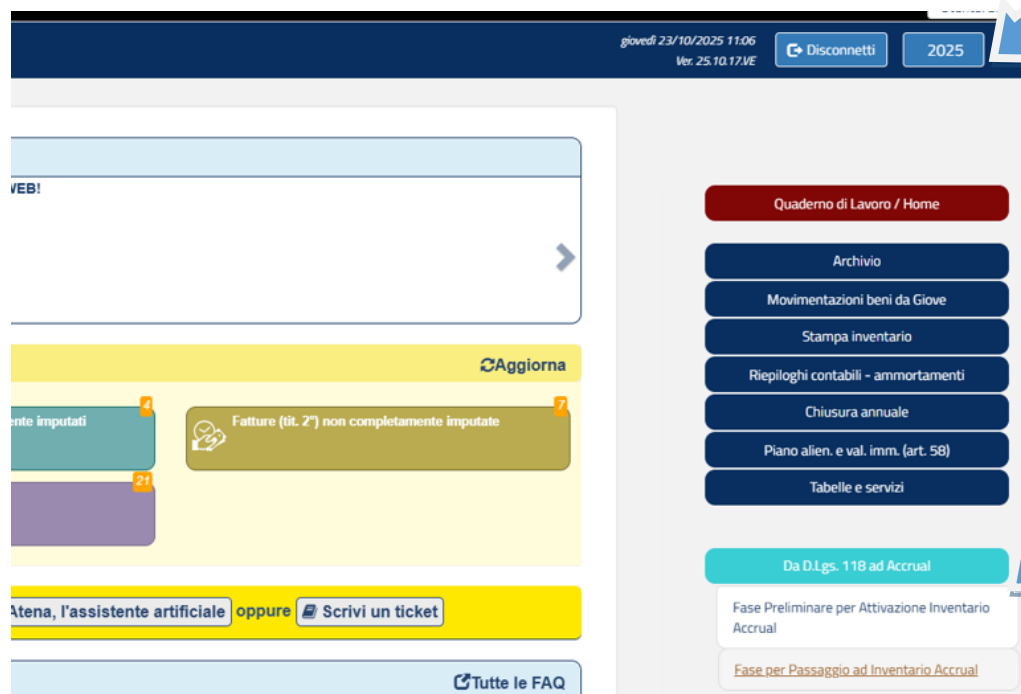 giovedì 23/10/2025 11:06
Ver. 25.10.17.VE
Disconnetti
2025
Quaderno di Lavoro / Home
Archivio
Movimentazioni beni da Giove
Stampa inventario
Riepiloghi contabili - ammortamenti
Chiusura annuale
Piano alien. e val. imm. (art. 58)
Tabelle e servizi
Da D.Lgs. 118 ad Accrual
Fase Preliminare per Attivazione Inventario
Accrual
Fase per Passaggio ad Inventario Accrual
WEB!
Aggiorna
imputati
4
Fatture (tit. 2°) non completamente imputate
7
21
Atena, l'assistente artificiale oppure Scrivi un ticket
Tutte le FAQ